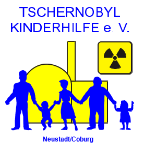 TSCHERNOBYL
KINDERHILFE e V.
Neustadt/Coburg